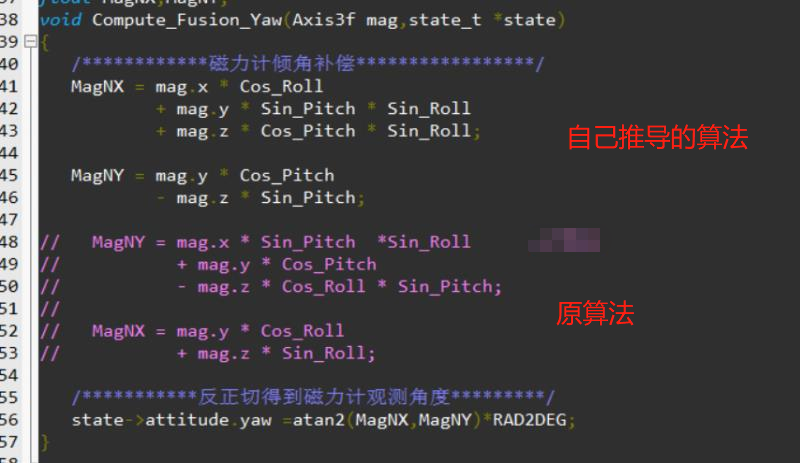 38 void Compute_Fusion_Yaw(Axis3f mag,state_t *state)
39 {
40 /************磁力计倾角补偿*****************/
41 MagNX = mag.x * Cos_Roll
42 + mag.y * Sin_Pitch * Sin_Roll
43 + mag.z * Cos_Pitch * Sin_Roll;
自己推导的算法
44
45 MagNY = mag.y * Cos_Pitch
46 - mag.z * Sin_Pitch;
47
48 // MagNY = mag.x * Sin_Pitch *Sin_Roll
49 // + mag.y * Cos_Pitch
50 // - mag.z * Cos_Roll * Sin_Pitch;
51 //
原算法
52 // MagNX = mag.y * Cos_Roll
53 // + mag.z * Sin_Roll;
54
55 /***********反正切得到磁力计观测角度*********/
56 state->attitude.yaw =atan2(MagNX,MagNY)*RAD2DEG;
57 }